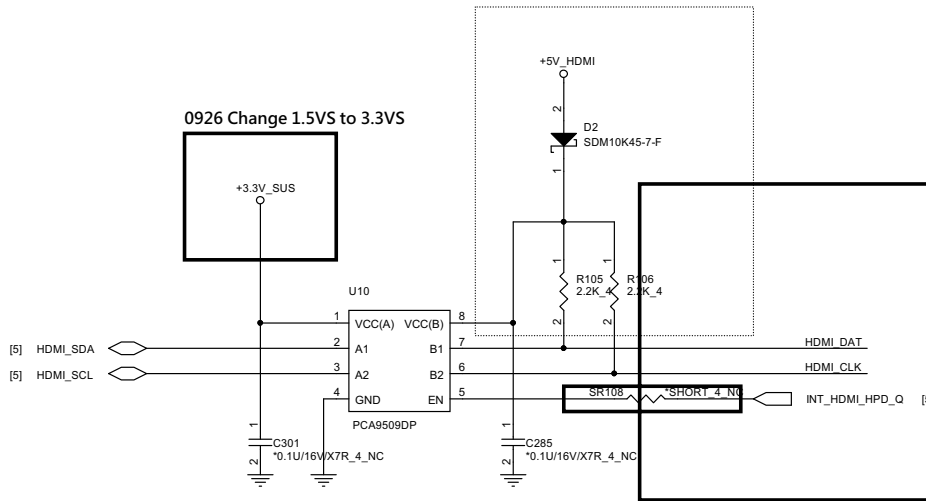 +5V_HDMI
2
D2
SDM10K45-7-F
1
0926 Change 1.5VS to 3.3VS
+3.3V_SUS
1
1
R105
2.2K_4
R106
2.2K_4
2
2
U10
1
VCC(A)
VCC(B)
8
[5]
HDMI_SDA
2
A1
B1
7
HDMI_DAT
[5]
HDMI_SCL
3
A2
B2
6
HDMI_CLK
4
GND
EN
5
SR108
*SHORT_4_NC
INT_HDMI_HPD_Q
PCA9509DP
1
C301
2
*0.1U/16V/X7R_4_NC
1
C285
2
*0.1U/16V/X7R_4_NC